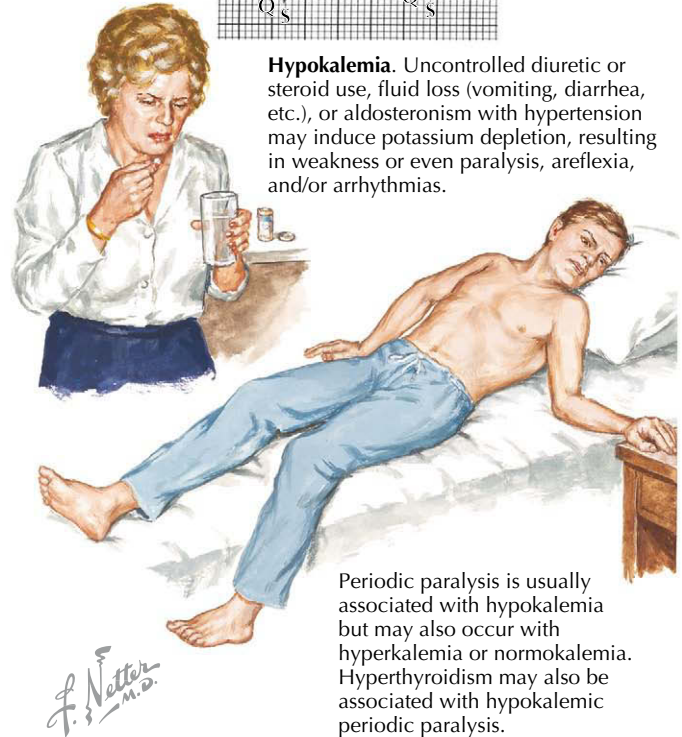 Q S Q S
Hypokalemia. Uncontrolled diuretic or
steroid use, fluid loss (vomiting, diarrhea,
etc.), or aldosteronism with hypertension
may induce potassium depletion, resulting
in weakness or even paralysis, areflexia,
and/or arrhythmias.
Periodic paralysis is usually
associated with hypokalemia
but may also occur with
hyperkalemia or normokalemia.
Hyperthyroidism may also be
associated with hypokalemic
periodic paralysis.
F. Netter
M.D.